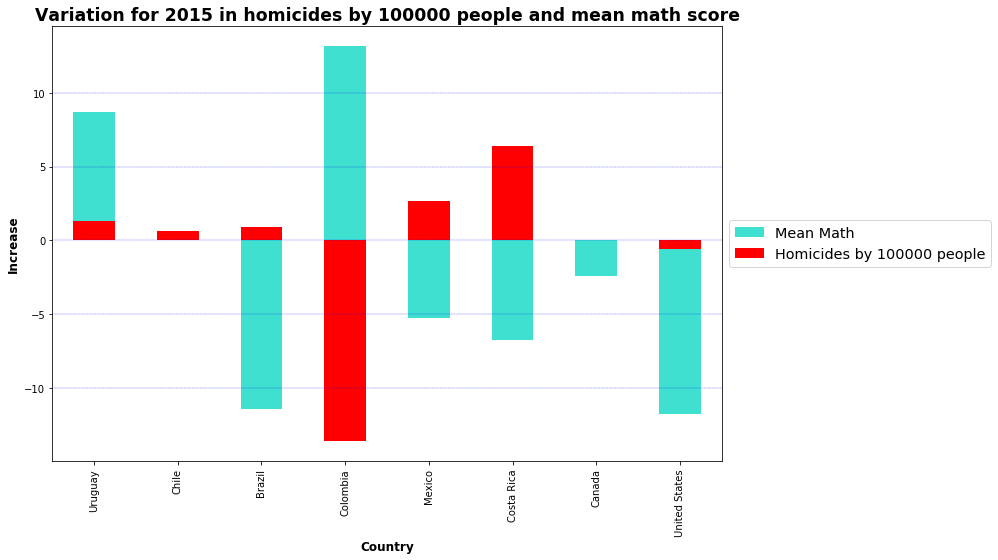 Variation for 2015 in homicides by 100000 people and mean math score
10
5
0
−5
−10
Increase
Uruguay
Chile
Brazil
Colombia
Mexico
Costa Rica
Canada
United States
Country
Mean Math
Homicides by 100000 people